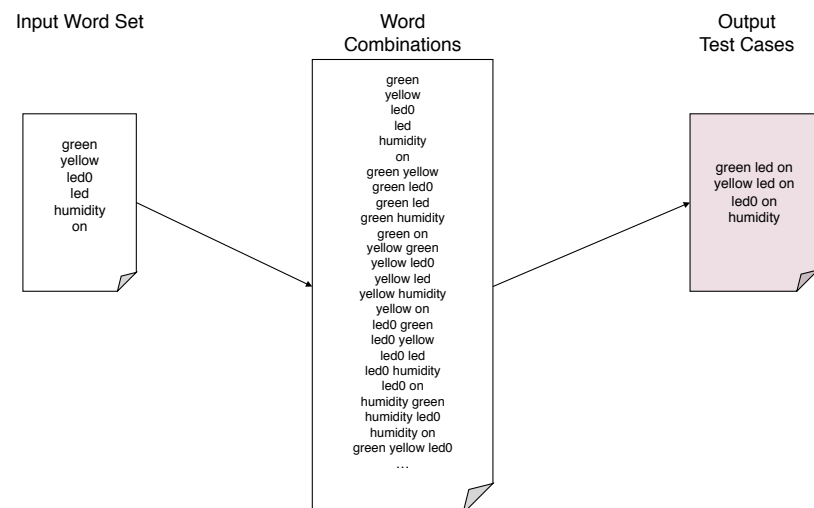 Input Word Set
Word
Combinations
Output
Test Cases
green
yellow
led0
led
humidity
on
green
yellow
led0
led
humidity
on
green yellow
green led0
green led
green humidity
green on
yellow green
yellow led0
yellow led
yellow humidity
yellow on
led0 green
led0 yellow
led0 led
led0 humidity
led0 on
humidity green
humidity led0
humidity on
green yellow led0
...
green led on
yellow led on
led0 on
humidity